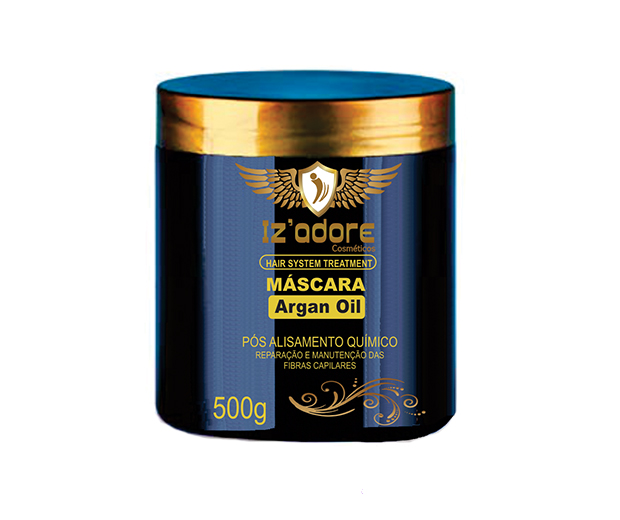 Iz'adore
Cosméticos
HAIR SYSTEM TREATMENT
MÁSCARA
Argan Oil
PÓS ALISAMENTO QUÍMICO
REPARAÇÃO E MANUTENÇÃO DAS
FIBRAS CAPILARES
500g